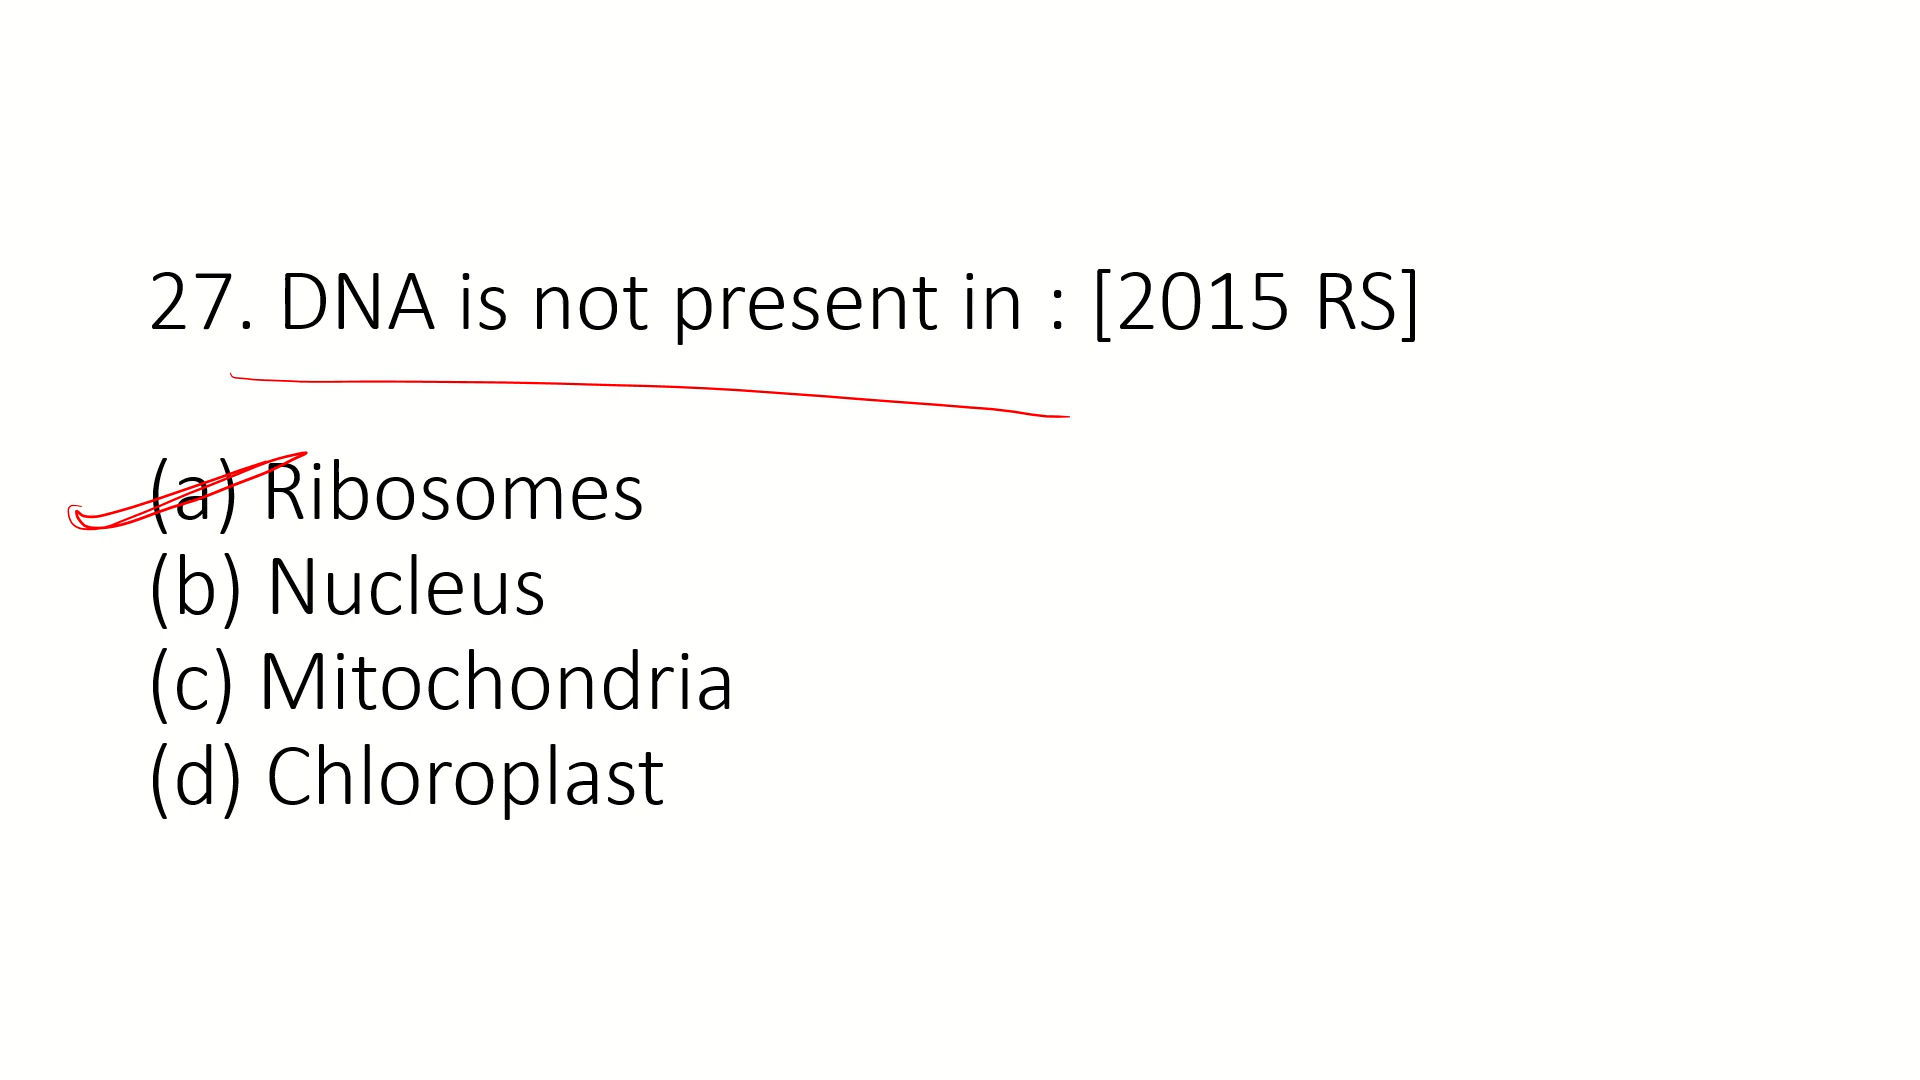 27. DNA is not present in : [2015 RS]
(a) Ribosomes
(b) Nucleus
(c) Mitochondria
(d) Chloroplast